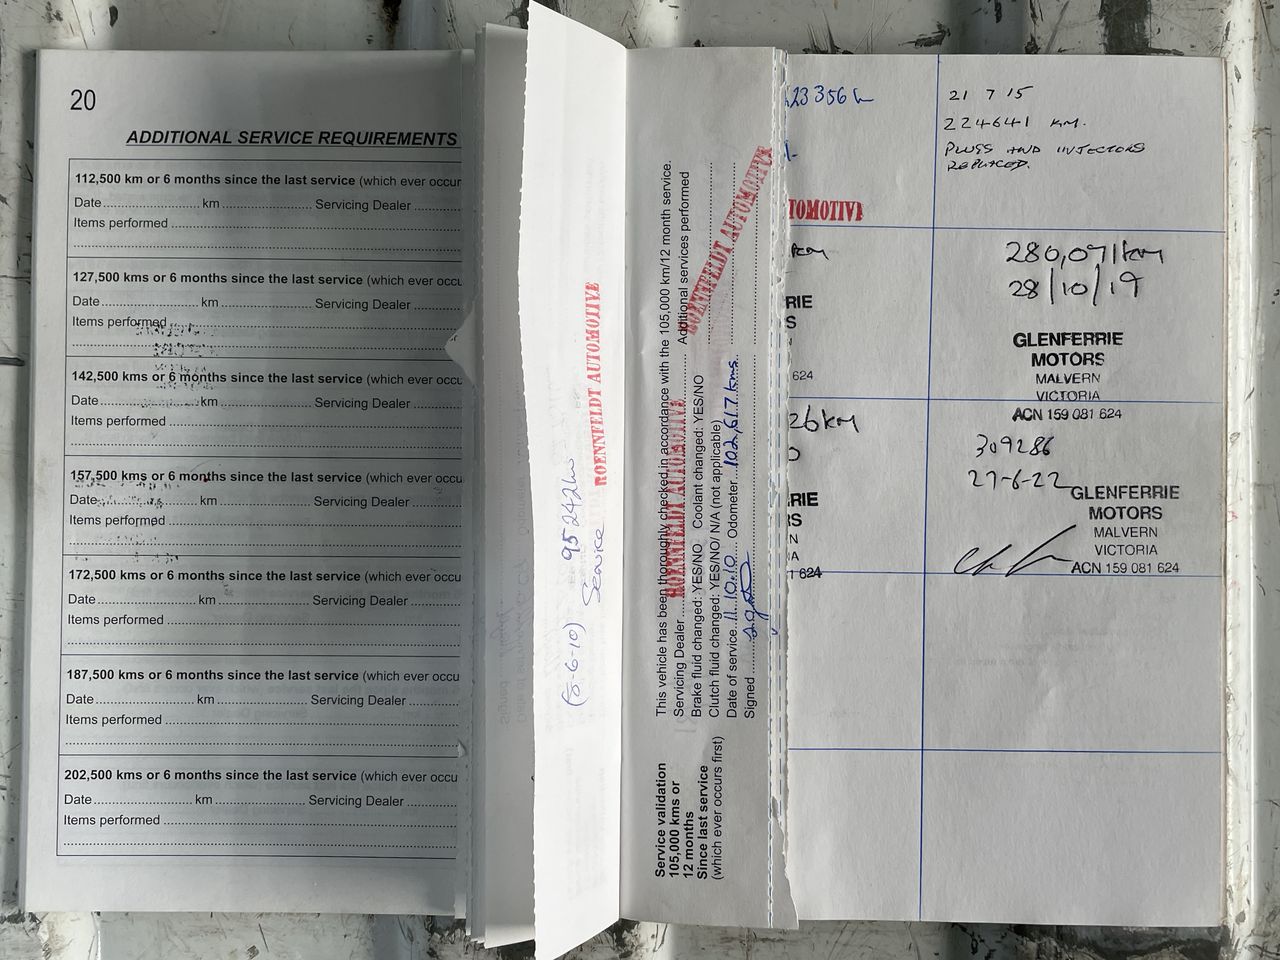 20
ADDITIONAL SERVICE REQUIREMENTS
112,500 km or 6 months since the last service (which ever occur
Date.................... km ........................ Servicing Dealer
Items performed
127,500 kms or 6 months since the last service (which ever occu
Date.................... km ........................ Servicing Dealer
Items performed
142,500 kms or 6 months since the last service (which ever occu
Date.................... km ........................ Servicing Dealer
Items performed
157,500 kms or 6 months since the last service (which ever occu
Date.................... km ........................ Servicing Dealer
Items performed
172,500 kms or 6 months since the last service (which ever occu
Date.................... km ........................ Servicing Dealer
Items performed
187,500 kms or 6 months since the last service (which ever occu
Date.................... km ........................ Servicing Dealer
Items performed
202,500 kms or 6 months since the last service (which ever occu
Date.................... km ........................ Servicing Dealer
Items performed
-6-10) 95242km
Service
ROENNFELDT AUTOMOTIVE
Service validation
105,000 kms or
12 months
Since last service
(which ever occurs first)
This vehicle has been thoroughly checked in accordance with the 105,000 km/12 month service.
Servicing Dealer ROENNFELDT AUTOMOTIVE Additional services performed
Brake fluid changed: YES/NO Coolant changed: YES/NO
Clutch fluid changed: YES/NO/ N/A (not applicable)
Date of service 11.10.10 Odometer 102,617 kms
Signed
ROENNFELDT AUTOMOTIVE
23356
TOMOTIVE
km
RIE
S
624
26km
RIE
RS
N
IA
624
21 7 15
224641 KM.
PLUGS AND INJECTORS
REPLACED.
280,091km
28/10/19
GLENFERRIE
MOTORS
MALVERN
VICTORIA
ACN 159 081 624
309286
27-6-22
GLENFERRIE
MOTORS
MALVERN
VICTORIA
ACN 159 081 624